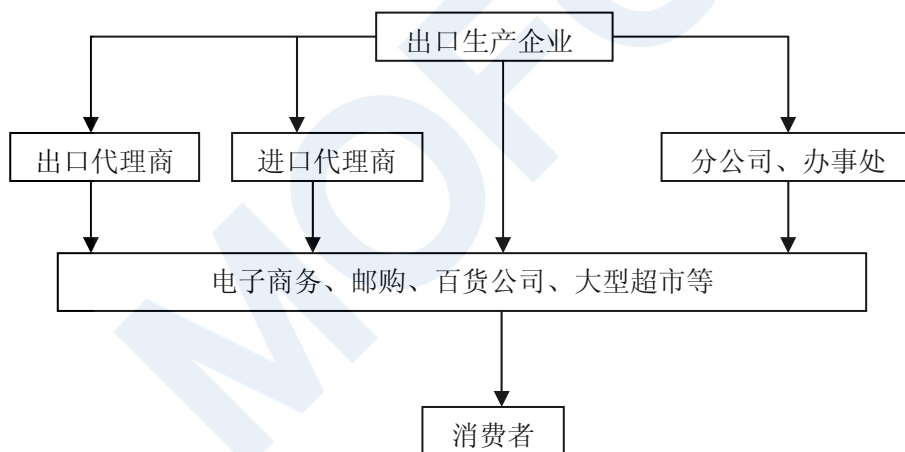 出口生产企业
出口代理商
进口代理商
分公司、办事处
电子商务、邮购、百货公司、大型超市等
消费者